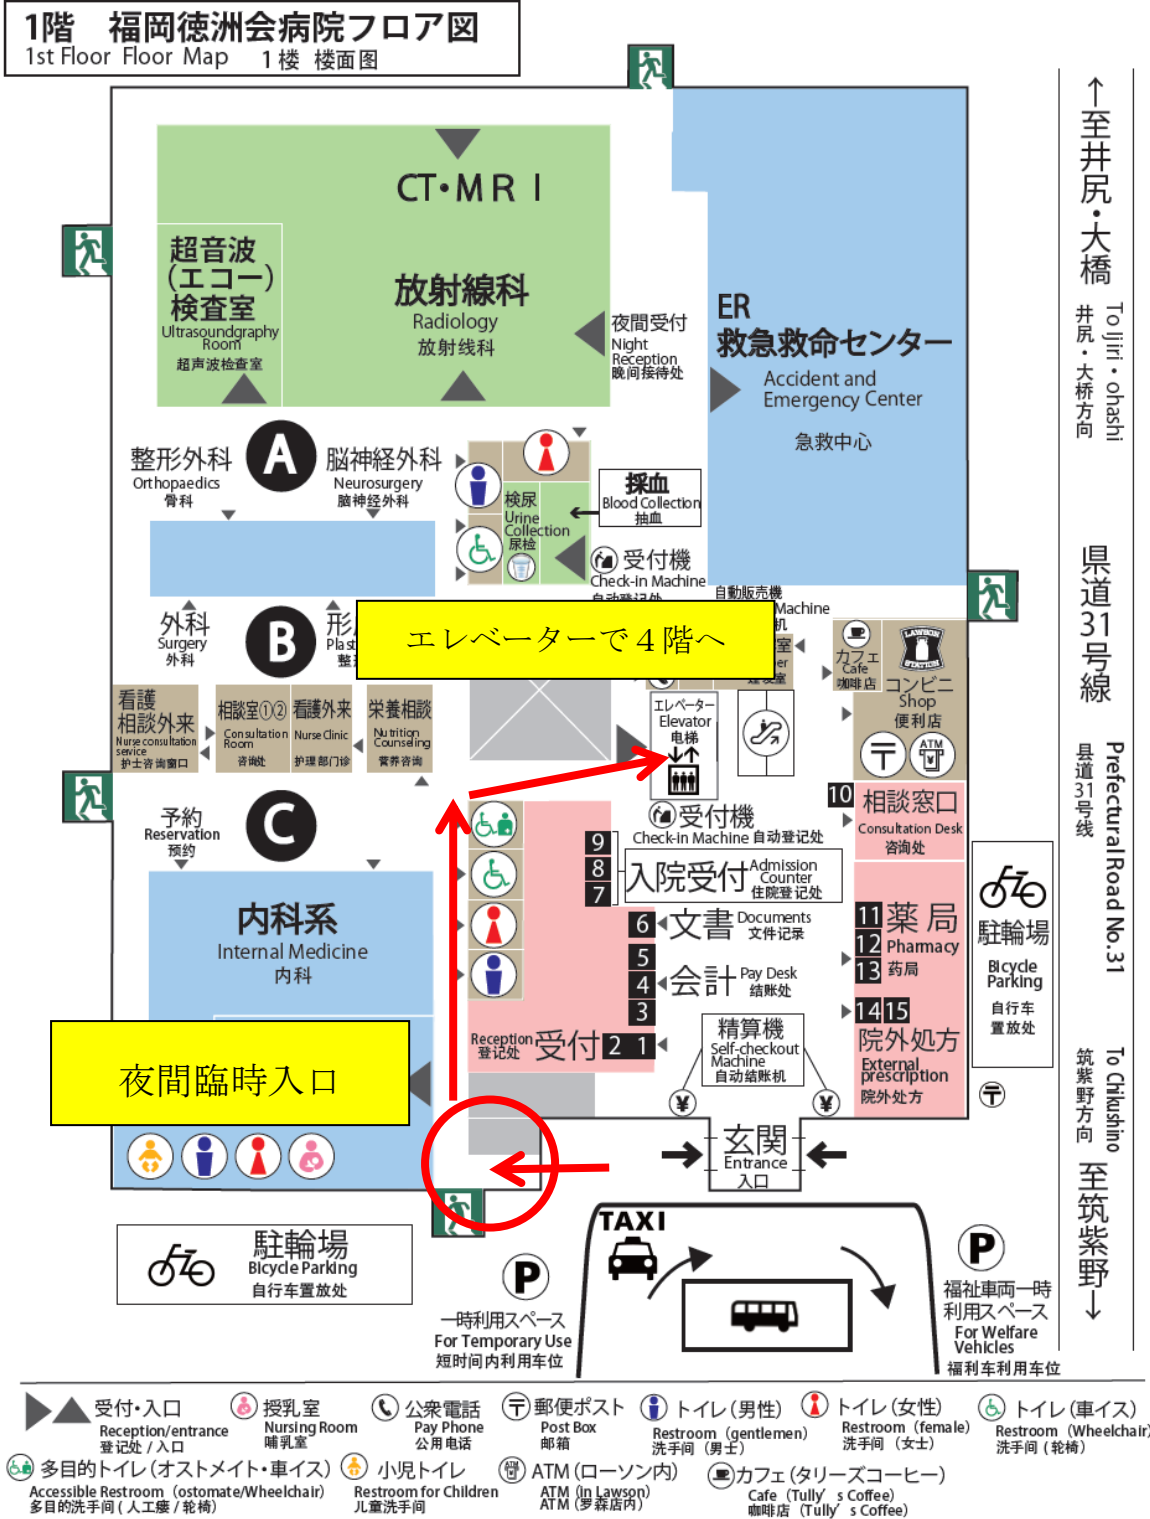 1階 福岡徳洲会病院フロア図
1st Floor Floor Map 1楼 楼面图
CT・MRI
超音波
(エコー)
検査室
Ultrasoundgraphy
Room
超声波检查室
放射線科
Radiology
放射线科
夜間受付
Night
Reception
晚间接待处
ER
救急救命センター
Accident and
Emergency Center
急救中心
←至井尻・大橋
To Ijiri・ohashi
井尻・大桥方向
A
整形外科
Orthopaedics
骨科
脳神経外科
Neurosurgery
脑神经外科
検尿
Urine
Collection
尿检
採血
Blood Collection
抽血
受付機
Check-in Machine
自动登记处
自動販売機
Machine
机
県道31号線
Prefectural Road No.31
县道31号线
エレベーターで4階へ
B
外科
Surgery
外科
形
Plast
整
室
er
カフェ
Cafe
咖啡店
LAWSON
STATION
コンビニ
Shop
便利店
〒
ATM
¥
看護
相談外来
Nurse consultation
service
护士咨询窗口
相談室①②
Consultation
Room
咨询处
看護外来
Nurse Clinic
护理部门诊
栄養相談
Nutrition
Counseling
营养咨询
エレベーター
Elevator
电梯
C
予約
Reservation
预约
受付機
Check-in Machine 自动登记处
10 相談窓口
Consultation Desk
咨询处
9
8
7
入院受付 Admission
Counter
住院登记处
内科系
Internal Medicine
内科
6 文書 Documents
文件记录
5
4 会計 Pay Desk
结账处
3
Reception
登记处
受付 2 1
11
12
13
薬局
Pharmacy
药局
14 15
院外処方
External
prescription
院外处方
駐輪場
Bicycle
Parking
自行车
置放处
〒
精算機
Self-checkout
Machine
自动结账机
¥
¥
夜間臨時入口
玄関
Entrance
入口
To Chikushino
筑紫野方向
至筑紫野→
駐輪場
Bicycle Parking
自行车置放处
P
一時利用スペース
For Temporary Use
短时间内利用车位
TAXI
P
福祉車両一時
利用スペース
For Welfare
Vehicles
福利车利用车位
受付・入口
Reception/entrance
登记处 / 入口
授乳室
Nursing Room
哺乳室
公衆電話
Pay Phone
公用电话
〒 郵便ポスト
Post Box
邮箱
トイレ(男性)
Restroom (gentlemen)
洗手间(男士)
トイレ(女性)
Restroom (female)
洗手间(女士)
トイレ(車イス)
Restroom (Wheelchair)
洗手间(轮椅)
多目的トイレ(オストメイト・車イス)
Accessible Restroom (ostomate/Wheelchair)
多目的洗手间(人工瘘/轮椅)
小児トイレ
Restroom for Children
儿童洗手间
ATM(ローソン内)
ATM (in Lawson)
ATM(罗森店内)
カフェ(タリーズコーヒー)
Cafe (Tully's Coffee)
咖啡店(Tully's Coffee)